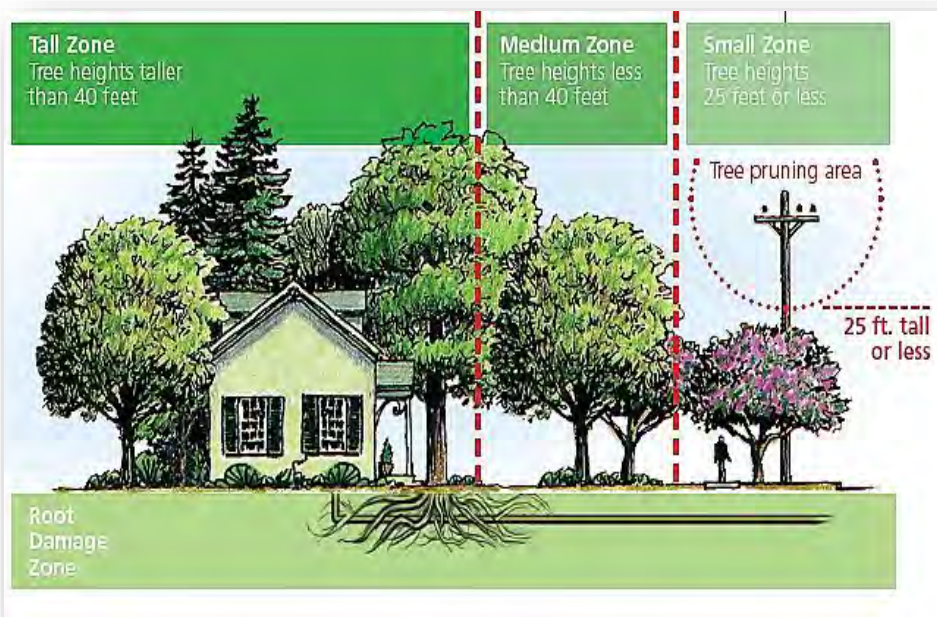 Tall Zone
Tree heights taller
than 40 feet
Medium Zone
Tree heights less
than 40 feet
Small Zone
Tree heights
25 feet or less
Tree pruning area
25 ft. tall
or less
Root
Damage
Zone